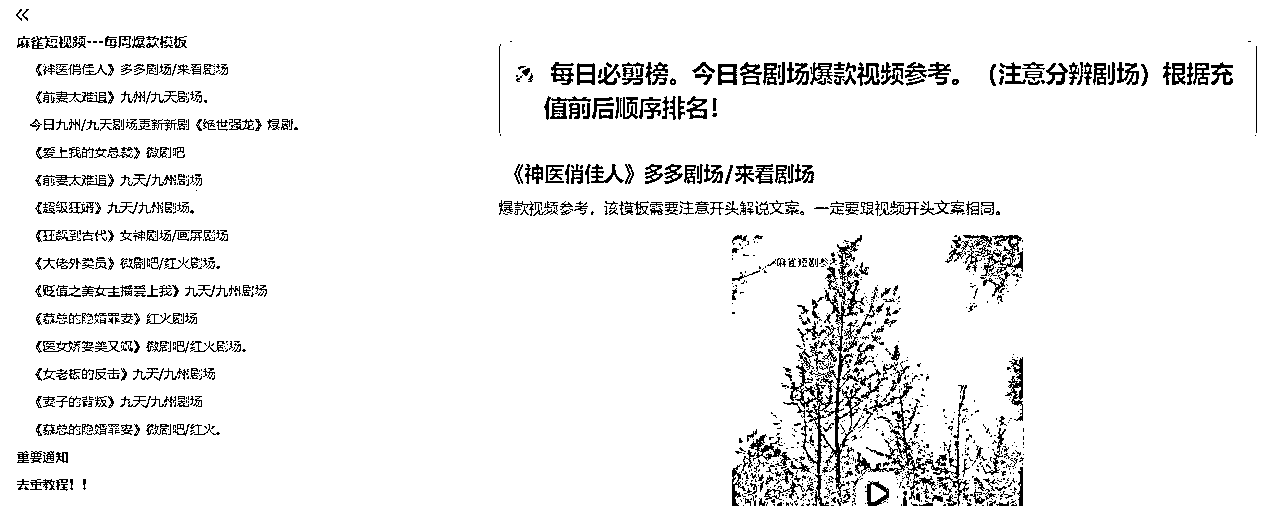 麻雀短视频---每周爆款模板
《神医俏佳人》多多剧场/来看剧场
《前妻太难追》九州/九天剧场。
今日九州/九天剧场更新新剧《绝世强龙》爆剧。
《爱上我的女总裁》微剧吧
《前妻太难追》九天/九州剧场
《超级狂婿》九天/九州剧场。
《狂飙到古代》女神剧场/画屏剧场
《大佬外卖员》微剧吧/红火剧场。
《贬值之美女主播爱上我》九天/九州剧场
《慕总的隐婚罪妻》红火剧场
《医女娇妻美又飒》微剧吧/红火剧场。
《女老板的反击》九天/九州剧场
《妻子的背叛》九天/九州剧场
《慕总的隐婚罪妻》微剧吧/红火。
重要通知
去重教程！！
每日必剪榜。今日各剧场爆款视频参考。（注意分辨剧场）根据充
值前后顺序排名！
《神医俏佳人》多多剧场/来看剧场
爆款视频参考，该模板需要注意开头解说文案。一定要跟视频开头文案相同。
麻雀短剧